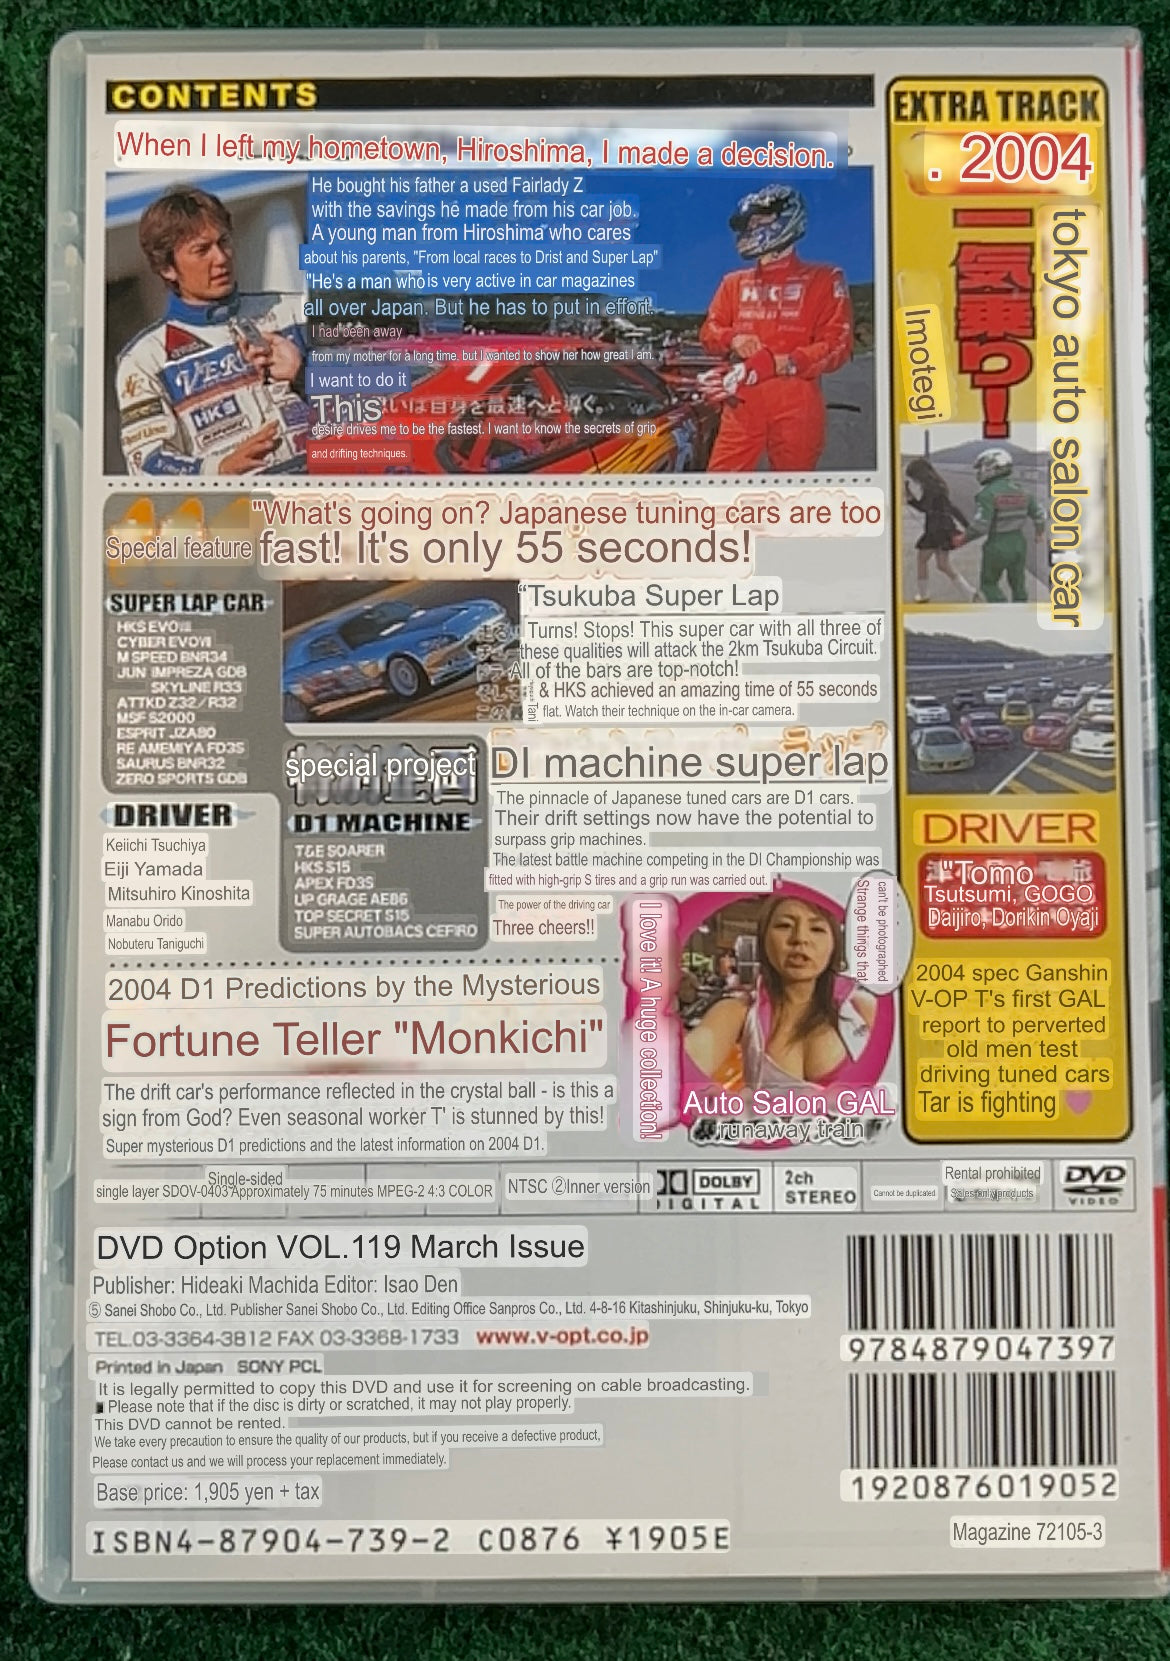 CONTENTS
When I left my hometown, Hiroshima, I made a decision.
He bought his father a used Fairlady Z
with the savings he made from his car job.
A young man from Hiroshima who cares
about his parents, "From local races to Drist and Super Lap"
"He's a man who is very active in car magazines
all over Japan. But he has to put in effort.
I had been away
from my mother for a long time, but I wanted to show her how great I am.
I want to do it
This
いは自身を最速へと導く。
desire drives me to be the fastest. I want to know the secrets of grip
and drifting techniques.
VER
HKS
HKS
Special feature
"What's going on? Japanese tuning cars are too
fast! It's only 55 seconds!
SUPER LAP CAR
HKS EVO
CYBER EVOVI
M SPEED BNR34
JUN IMPREZA GDB
SKYLINE R33
ATTKD Z32/R32
MSF S2000
ESPRIT JZA80
RE AMEMIYA FD3S
SAURUS BNR32
ZERO SPORTS GDB
"Tsukuba Super Lap
Turns! Stops! This super car with all three of
these qualities will attack the 2km Tsukuba Circuit.
All of the bars are top-notch!
& HKS achieved an amazing time of 55 seconds
Tani
flat. Watch their technique on the in-car camera.
DRIVER
Keiichi Tsuchiya
Eiji Yamada
Mitsuhiro Kinoshita
Manabu Orido
Nobuteru Taniguchi
special project
D1 MACHINE
T&E SOARER
HKS S15
APEX FD3S
UP GRAGE AE86
TOP SECRET S15
SUPER AUTOBACS CEFIRO
DI machine super lap
The pinnacle of Japanese tuned cars are D1 cars.
Their drift settings now have the potential to
surpass grip machines.
The latest battle machine competing in the DI Championship was
fitted with high-grip S tires and a grip run was carried out.
The power of the driving car
Three cheers!!
2004 D1 Predictions by the Mysterious
Fortune Teller "Monkichi"
The drift car's performance reflected in the crystal ball - is this a
sign from God? Even seasonal worker T' is stunned by this!
Super mysterious D1 predictions and the latest information on 2004 D1.
I love it! A huge collection!
can't be photographed
Strange things that
Auto Salon GAL
runaway train
EXTRA TRACK
. 2004
tokyo auto salon car
一気乗り!
Imotegi
DRIVER
"Tomo
Tsutsumi, GOGO
Daijiro, Dorikin Oyaji
2004 spec Ganshin
V-OP T's first GAL
report to perverted
old men test
driving tuned cars
Tar is fighting
Single-sided
single layer SDOV-0403 Approximately 75 minutes MPEG-2 4:3 COLOR
NTSC ②Inner version
DOLBY
DIGITAL
2ch
STEREO
Cannot be duplicated
Rental prohibited
DVD
VIDEO
DVD Option VOL.119 March Issue
Publisher: Hideaki Machida Editor: Isao Den
⑤ Sanei Shobo Co., Ltd. Publisher Sanei Shobo Co., Ltd. Editing Office Sanpros Co., Ltd. 4-8-16 Kitashinjuku, Shinjuku-ku, Tokyo
TEL.03-3364-3812 FAX 03-3368-1733 www.v-opt.co.jp
Printed in Japan SONY PCL
It is legally permitted to copy this DVD and use it for screening on cable broadcasting.
Please note that if the disc is dirty or scratched, it may not play properly.
This DVD cannot be rented.
We take every precaution to ensure the quality of our products, but if you receive a defective product,
Please contact us and we will process your replacement immediately.
Base price: 1,905 yen + tax
ISBN4-87904-739-2 C0876 ¥1905E
9784879047397
1920876019052
Magazine 72105-3